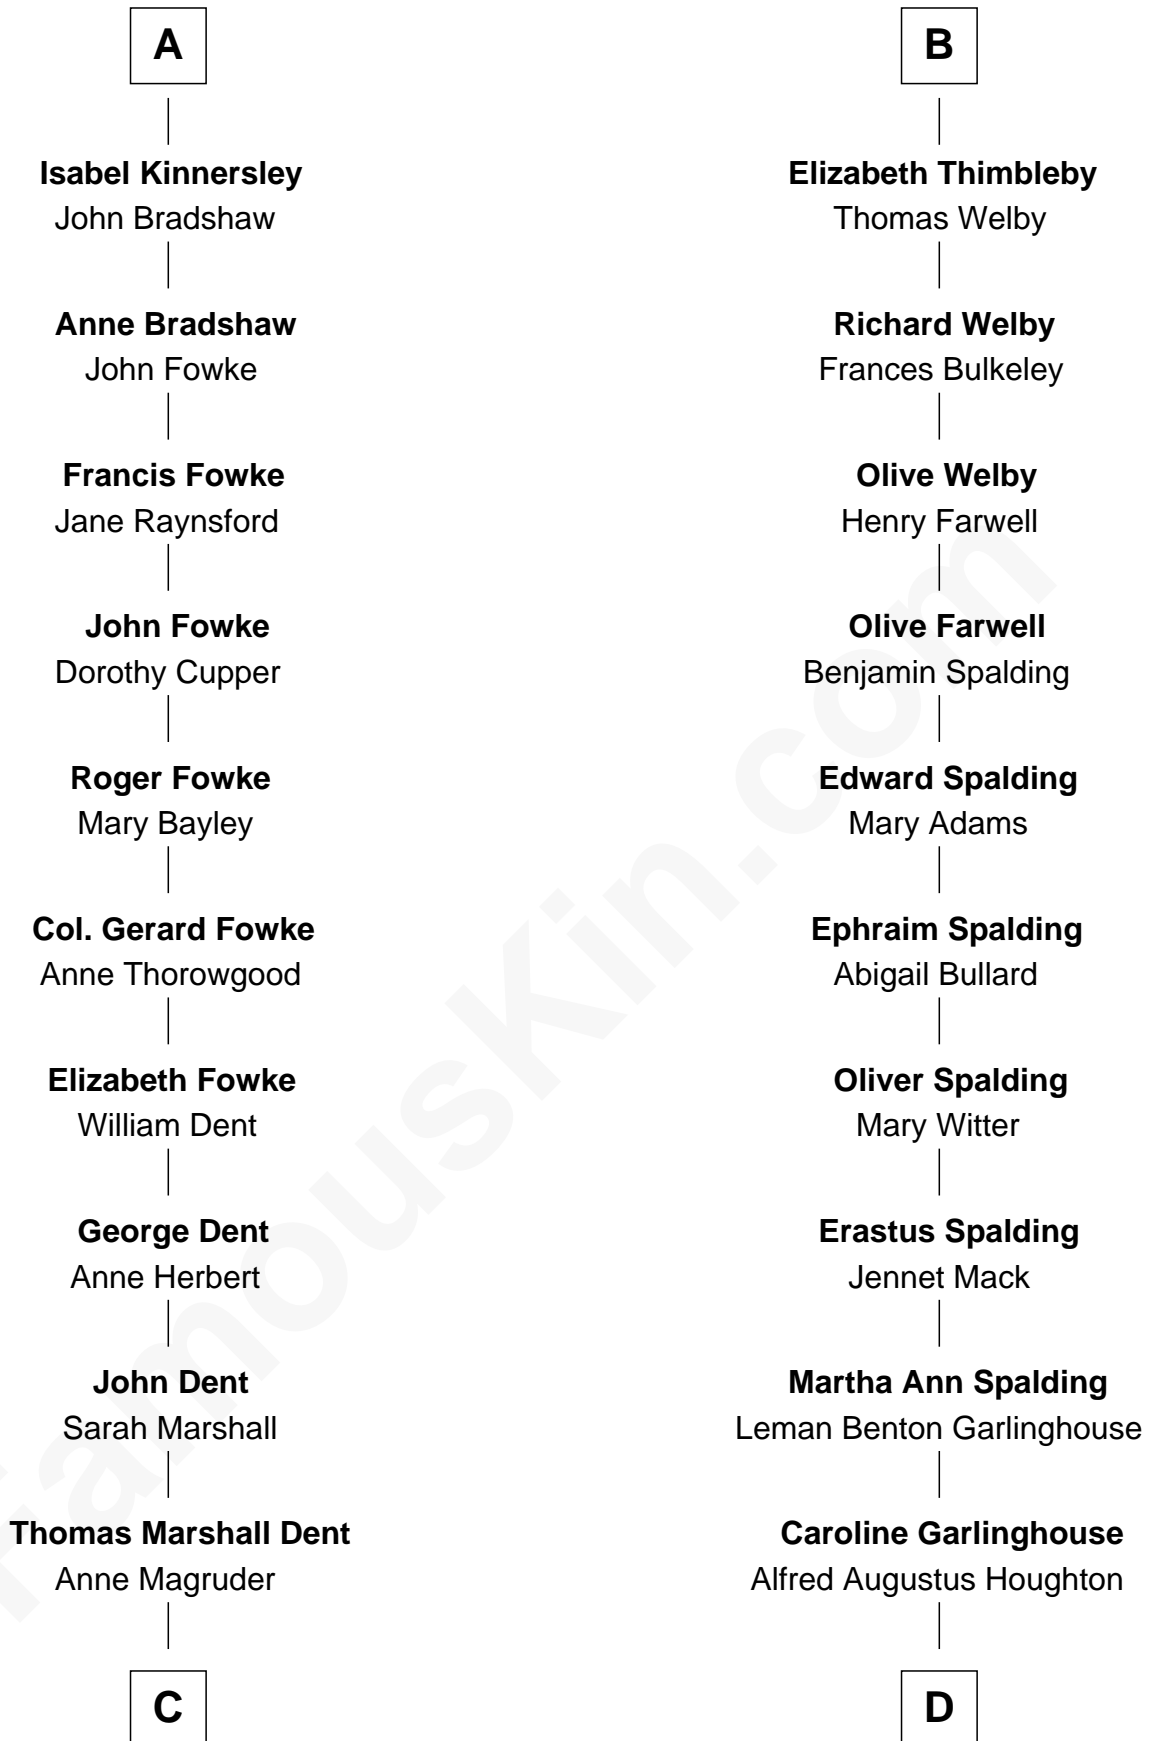 A
Isabel Kinnersley
John Bradshaw
Anne Bradshaw
John Fowke
Francis Fowke
Jane Raynsford
John Fowke
Dorothy Cupper
Roger Fowke
Mary Bayley
Col. Gerard Fowke
Anne Thorowgood
Elizabeth Fowke
William Dent
George Dent
Anne Herbert
John Dent
Sarah Marshall
Thomas Marshall Dent
Anne Magruder
C
B
Elizabeth Thimbleby
Thomas Welby
Richard Welby
Frances Bulkeley
Olive Welby
Henry Farwell
Olive Farwell
Benjamin Spalding
Edward Spalding
Mary Adams
Ephraim Spalding
Abigail Bullard
Oliver Spalding
Mary Witter
Erastus Spalding
Jennet Mack
Martha Ann Spalding
Leman Benton Garlinghouse
Caroline Garlinghouse
Alfred Augustus Houghton
D
FamousKin.com